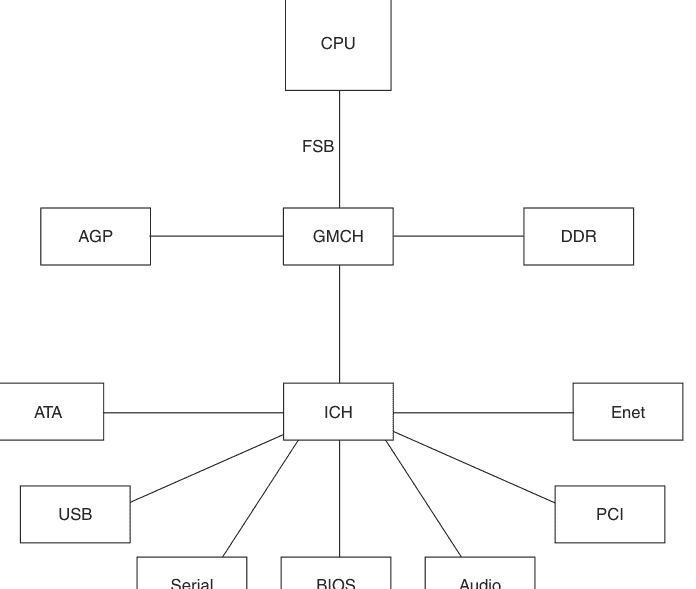 CPU
FSB
AGP
GMCH
DDR
ATA
ICH
Enet
USB
PCI
Serial
BIOS
Audio